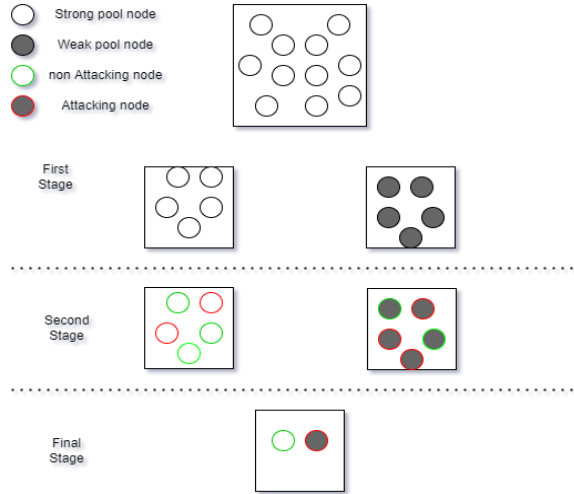 Strong pool node
Weak pool node
non Attacking node
Attacking node
First
Stage
Second
Stage
Final
Stage